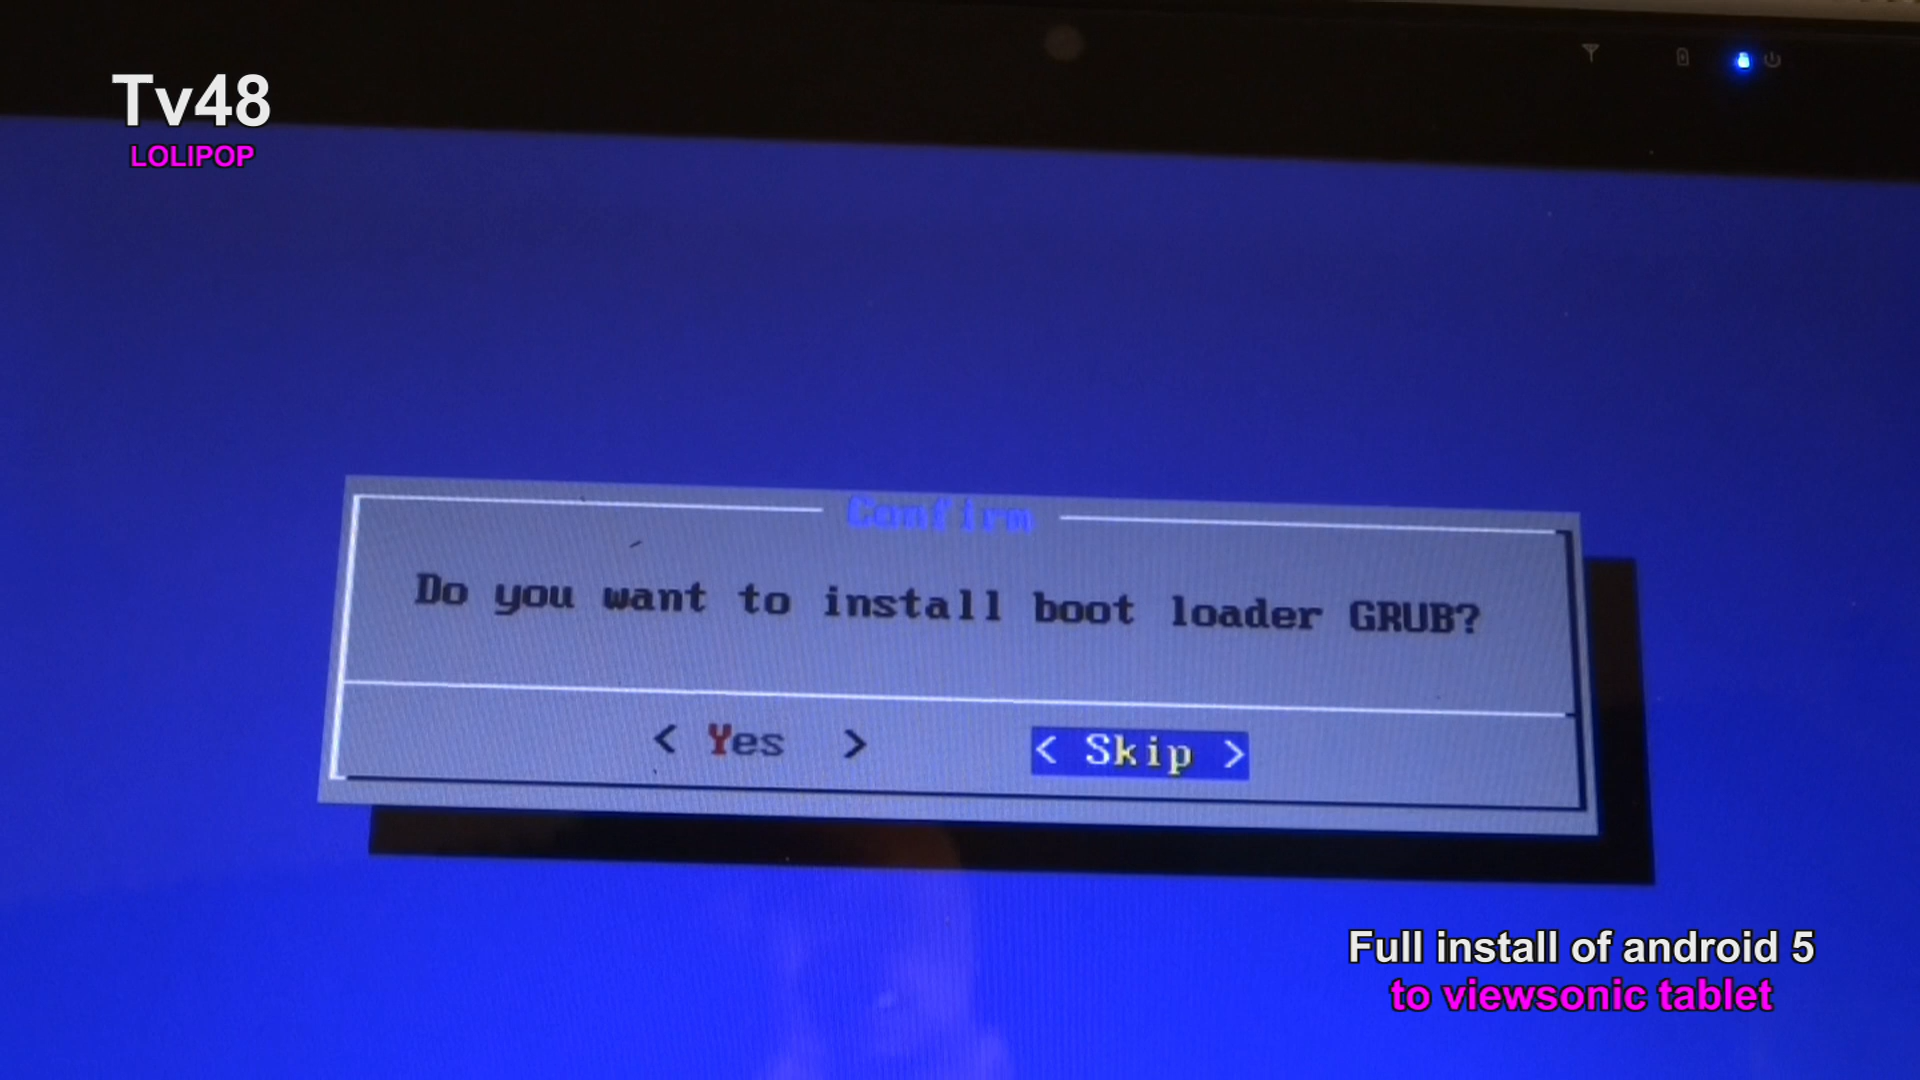 Tv48
LOLIPOP
Confirm
Do you want to install boot loader GRUB?
< Yes > < Skip >
Full install of android 5
to viewsonic tablet